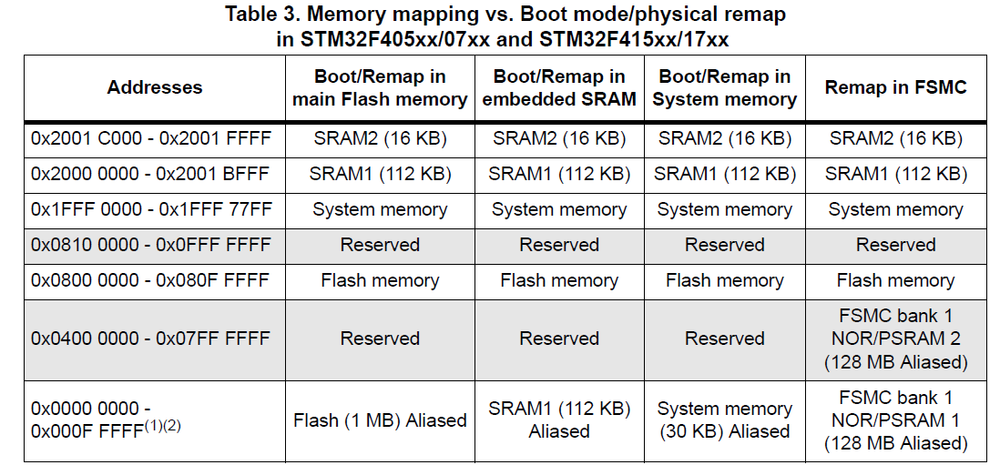 Table 3. Memory mapping vs. Boot mode/physical remap
in STM32F405xx/07xx and STM32F415xx/17xx
Addresses
Boot/Remap in
main Flash memory
Boot/Remap in
embedded SRAM
Boot/Remap in
System memory
Remap in FSMC
0x2001 C000 - 0x2001 FFFF
SRAM2 (16 KB)
SRAM2 (16 KB)
SRAM2 (16 KB)
SRAM2 (16 KB)
0x2000 0000 - 0x2001 BFFF
SRAM1 (112 KB)
SRAM1 (112 KB)
SRAM1 (112 KB)
SRAM1 (112 KB)
0x1FFF 0000 - 0x1FFF 77FF
System memory
System memory
System memory
System memory
0x0810 0000 - 0x0FFF FFFF
Reserved
Reserved
Reserved
Reserved
0x0800 0000 - 0x080F FFFF
Flash memory
Flash memory
Flash memory
Flash memory
0x0400 0000 - 0x07FF FFFF
Reserved
Reserved
Reserved
FSMC bank 1
NOR/PSRAM 2
(128 MB Aliased)
0x0000 0000 -
0x000F FFFF(1)(2)
Flash (1 MB) Aliased
SRAM1 (112 KB)
Aliased
System memory
(30 KB) Aliased
FSMC bank 1
NOR/PSRAM 1
(128 MB Aliased)